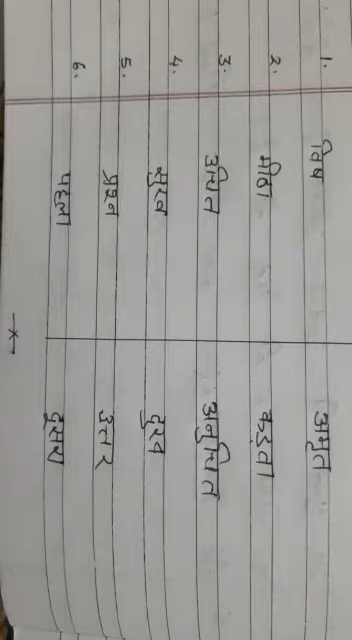 1. विष अमृत
2. मीठा कड़वा
3. उचित अनुचित
4. सुख दुख
5. प्रश्न उत्तर
6. पहला दूसरा